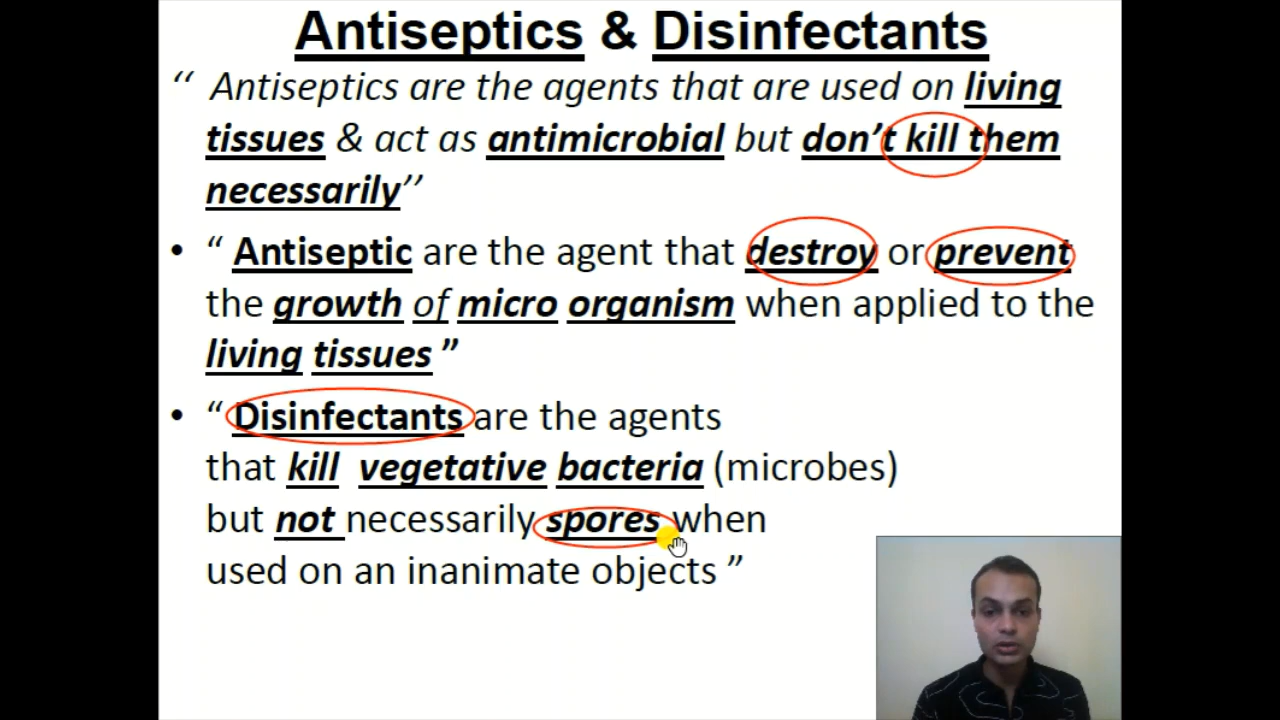 Antiseptics & Disinfectants
‘‘ Antiseptics are the agents that are used on living
tissues & act as antimicrobial but don’t kill them
necessarily’’
• “ Antiseptic are the agent that destroy or prevent
the growth of micro organism when applied to the
living tissues ”
• “ Disinfectants are the agents
that kill vegetative bacteria (microbes)
but not necessarily spores when
used on an inanimate objects ”